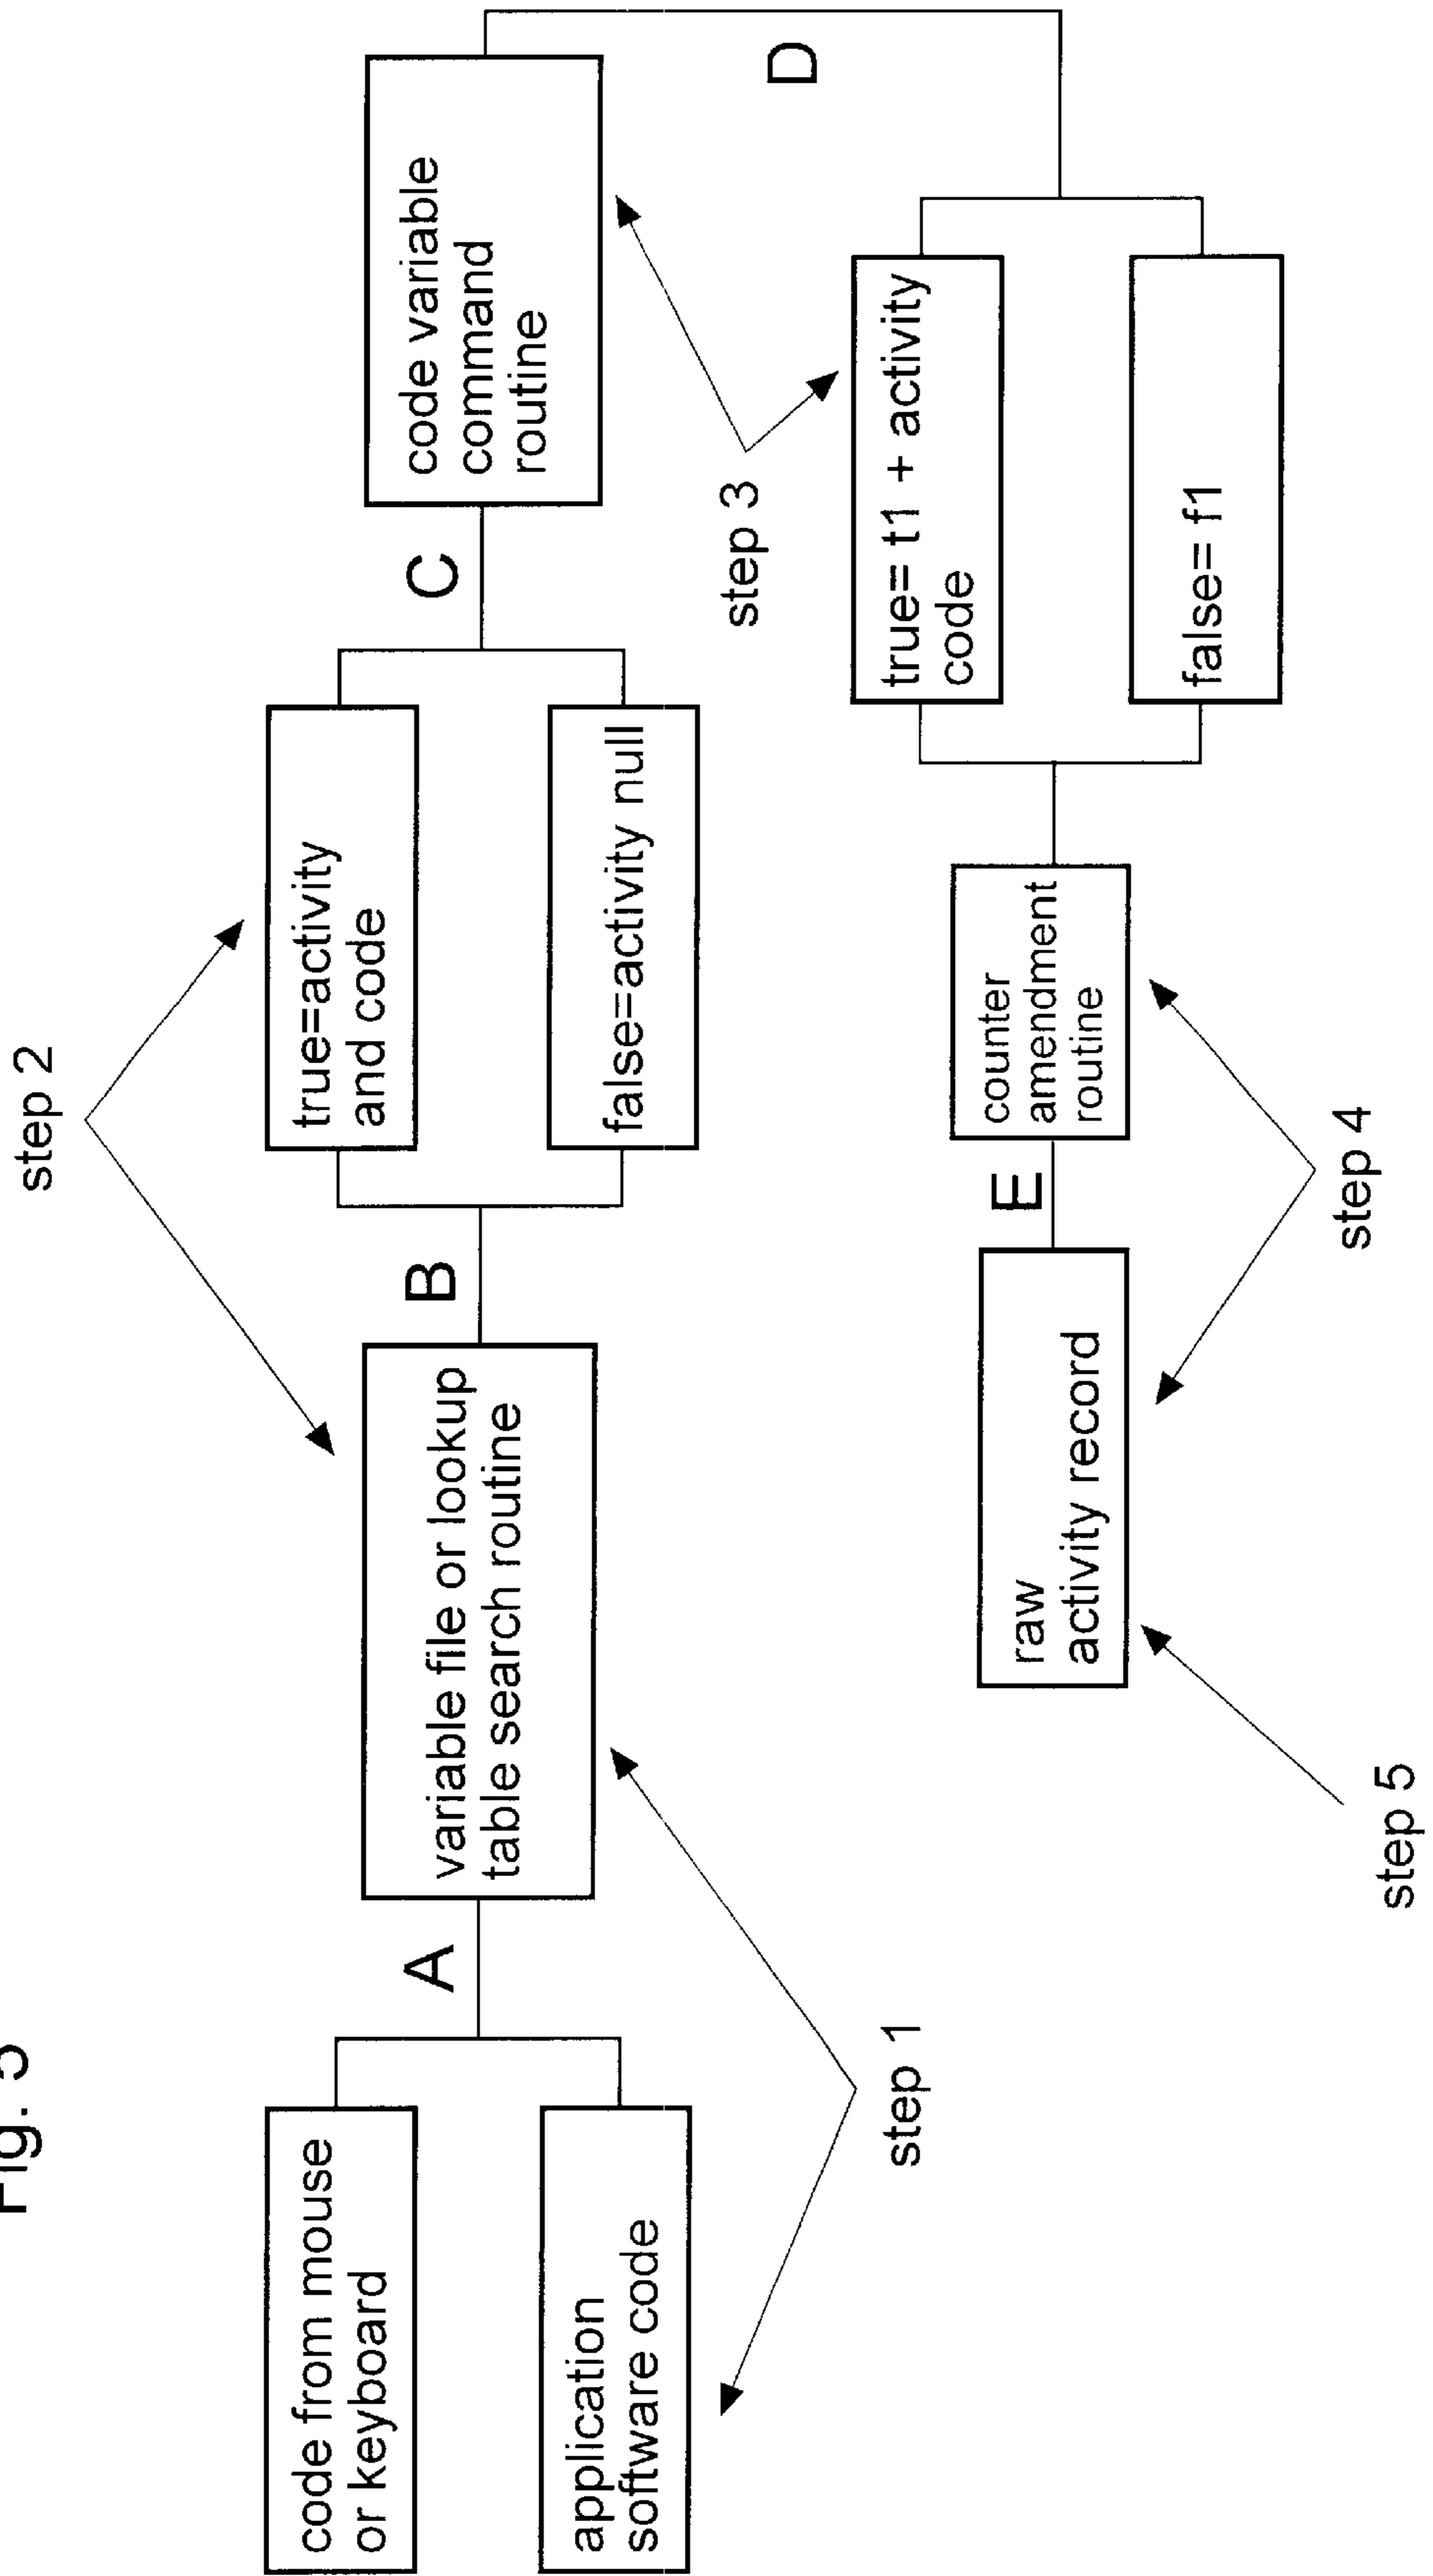 Fig. 5
step 2
code from mouse
or keyboard
application
software code
A
variable file or lookup
table search routine
B
true=activity
and code
false=activity null
C
code variable
command
routine
step 1
step 3
D
raw
activity record
E
counter
amendment
routine
true= t1 + activity
code
false= f1
step 5
step 4